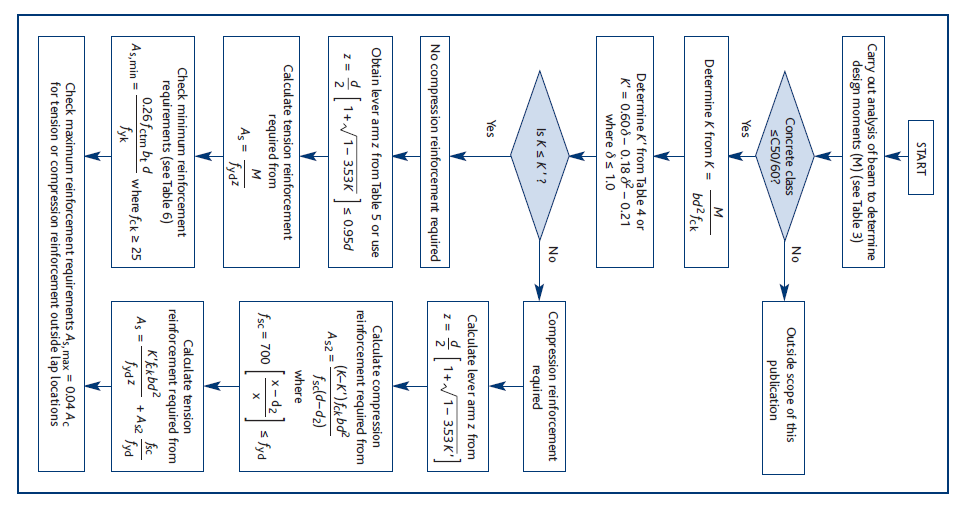 START
Carry out analysis of beam to determine
design moments (M)) (see Table 3)
Concrete class
≤C50/60?
No
Outside scope of this
publication
Yes
Determine K from K = M / bd² fck
Determine K' from Table 4 or
K' = 0.60δ – 0.18 δ² – 0.21
where δ ≤ 1.0
Is K ≤ K' ?
No
Compression reinforcement
required
Yes
No compression reinforcement required
Obtain lever arm z from Table 5 or use
z = d/2 [1 + √1 – 3.53K] ≤ 0.95d
Calculate tension reinforcement
required from
As = M / fyd z
Check minimum reinforcement
requirements (see Table 6)
As,min = 0.26 fctm bt d / fyk where fck ≥ 25
Calculate lever arm z from
z = d/2 [1 + √1 – 3.53K']
Calculate compression
reinforcement required from
As2 = (K–K')fck bd² / fsc(d–d2)
where
fsc = 700 [x – d2 / x] ≤ fyd
Calculate tension
reinforcement required from
As = K'fck bd² / fyd z + As2 fsc / fyd
Check maximum reinforcement requirements As,max = 0.04 Ac
for tension or compression reinforcement outside lap locations